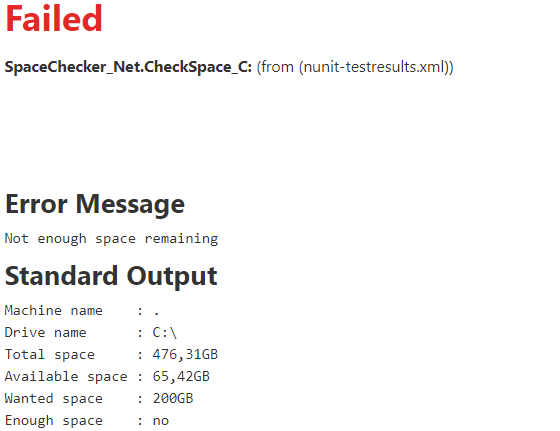 Failed
SpaceChecker_Net.CheckSpace_C: (from (nunit-testresults.xml))
Error Message
Not enough space remaining
Standard Output
Machine name    : .
Drive name      : C:\
Total space     : 476,31GB
Available space : 65,42GB
Wanted space    : 200GB
Enough space    : no